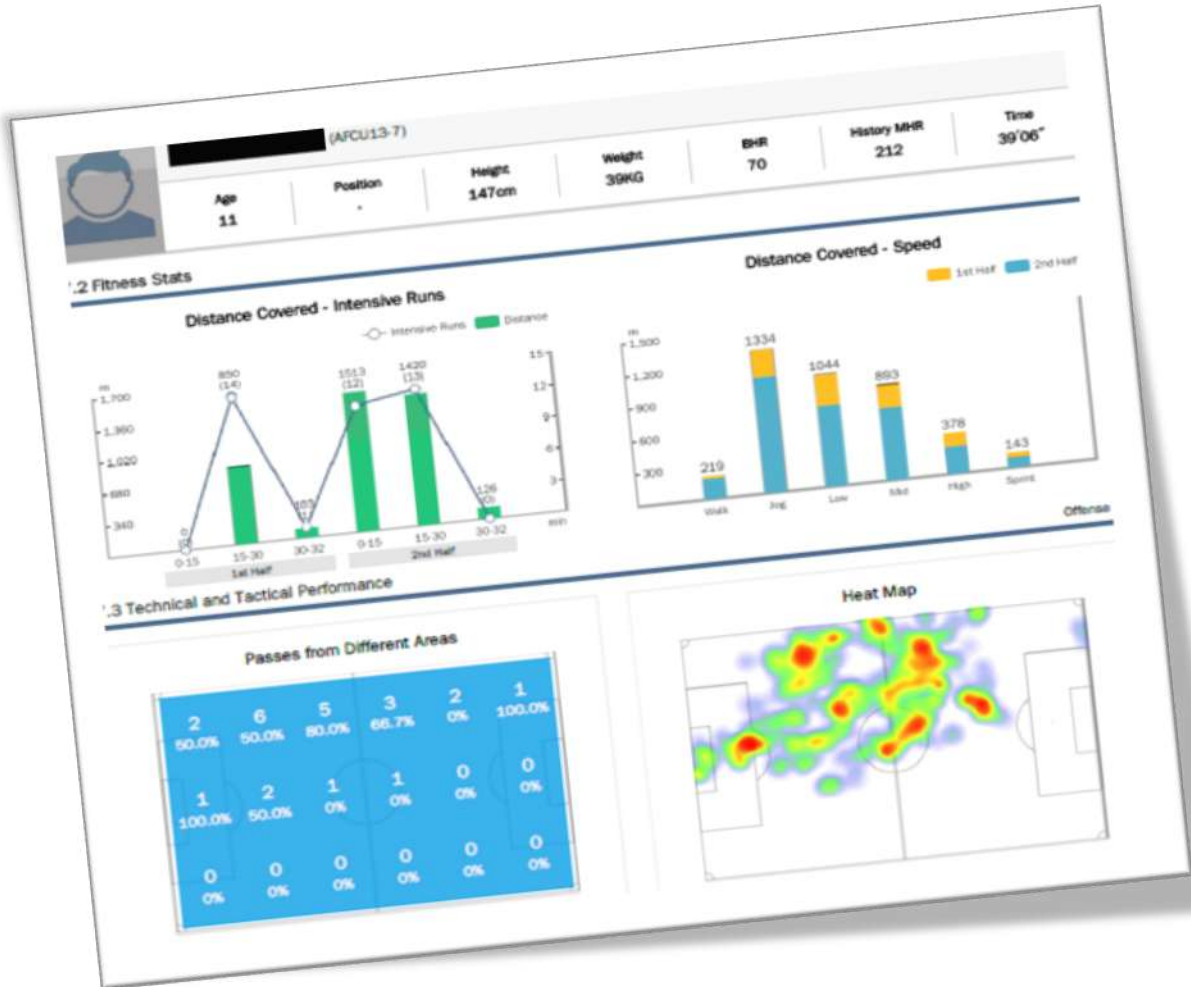 (AFCU13-7)
Age Position Height Weight BHR History MHR Time
11 - 147cm 39KG 70 212 39'06"
.2 Fitness Stats
Distance Covered - Intensive Runs
Intensive Runs Distance
m
1,700
1,360
1,020
680
340
15
12
9
6
3
min
0
850
(14)
1513
(12)
1420
(13)
126
(0)
0-15 15-30 30-32 0-15 15-30 30-32
1st Half 2nd Half
Distance Covered - Speed
1st Half 2nd Half
m
1,500
1,200
900
600
300
219 1334 1044 893 378 143
Walk Jog Low Mid High Sprint
.3 Technical and Tactical Performance
Offense
Passes from Different Areas
2 6 5 3 2 1
50.0% 50.0% 80.0% 66.7% 0% 100.0%
1 2 1 1 0 0
100.0% 50.0% 0% 0% 0% 0%
0 0 0 0 0 0
0% 0% 0% 0% 0% 0%
Heat Map